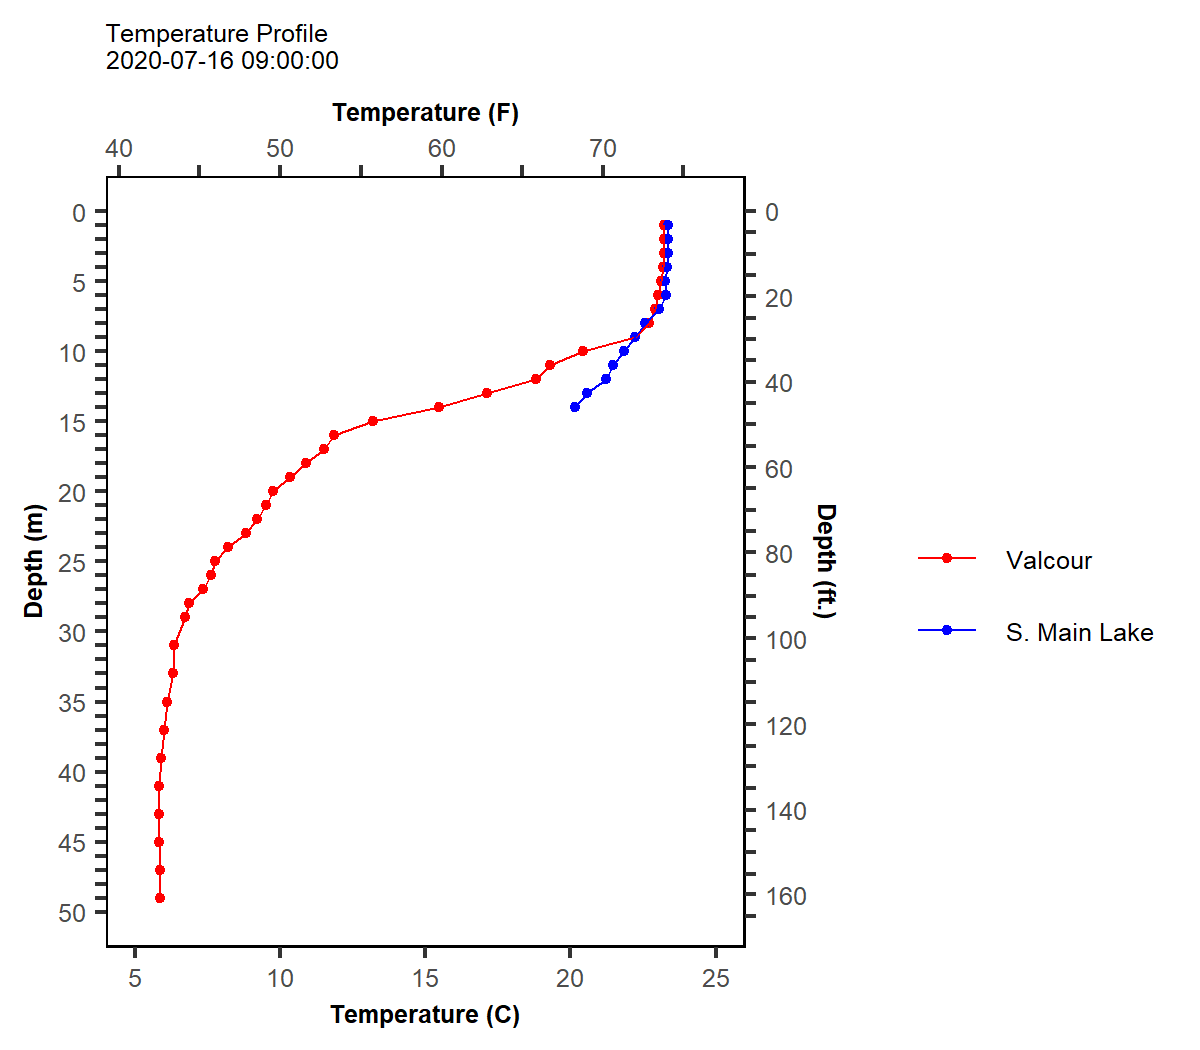 Temperature Profile
2020-07-16 09:00:00
Temperature (F)
40 50 60 70
0
5
10
15
20
25
30
35
40
45
50
Depth (m)
0
20
40
60
80
100
120
140
160
Depth (ft.)
Valcour
S. Main Lake
5 10 15 20 25
Temperature (C)